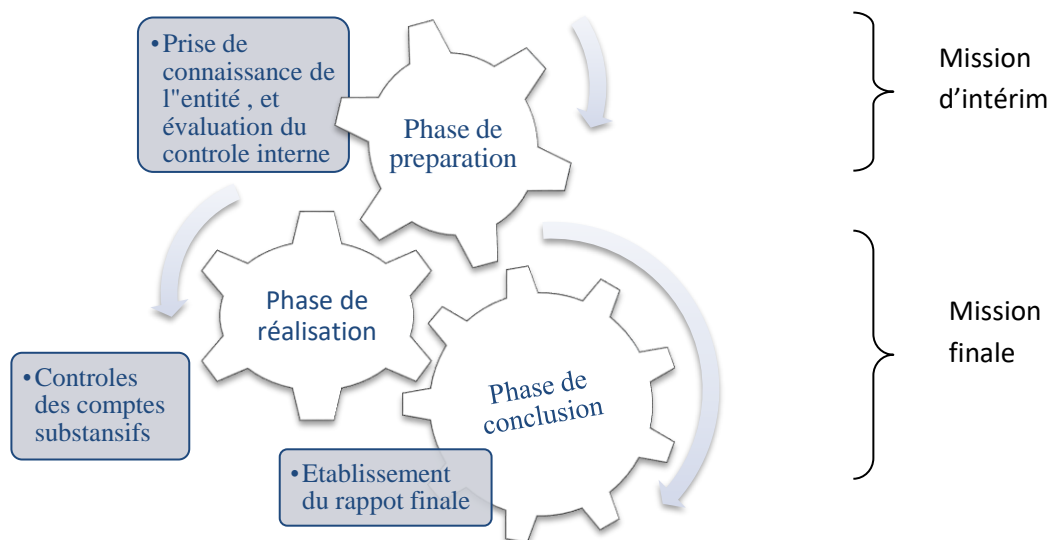 •Prise de
connaissance de
l"entité , et
évaluation du
controle interne
Phase de
preparation
Mission
d’intérim
Phase de
réalisation
•Controles
des comptes
substansifs
Phase de
conclusion
•Etablissement
du rappot finale
Mission
finale